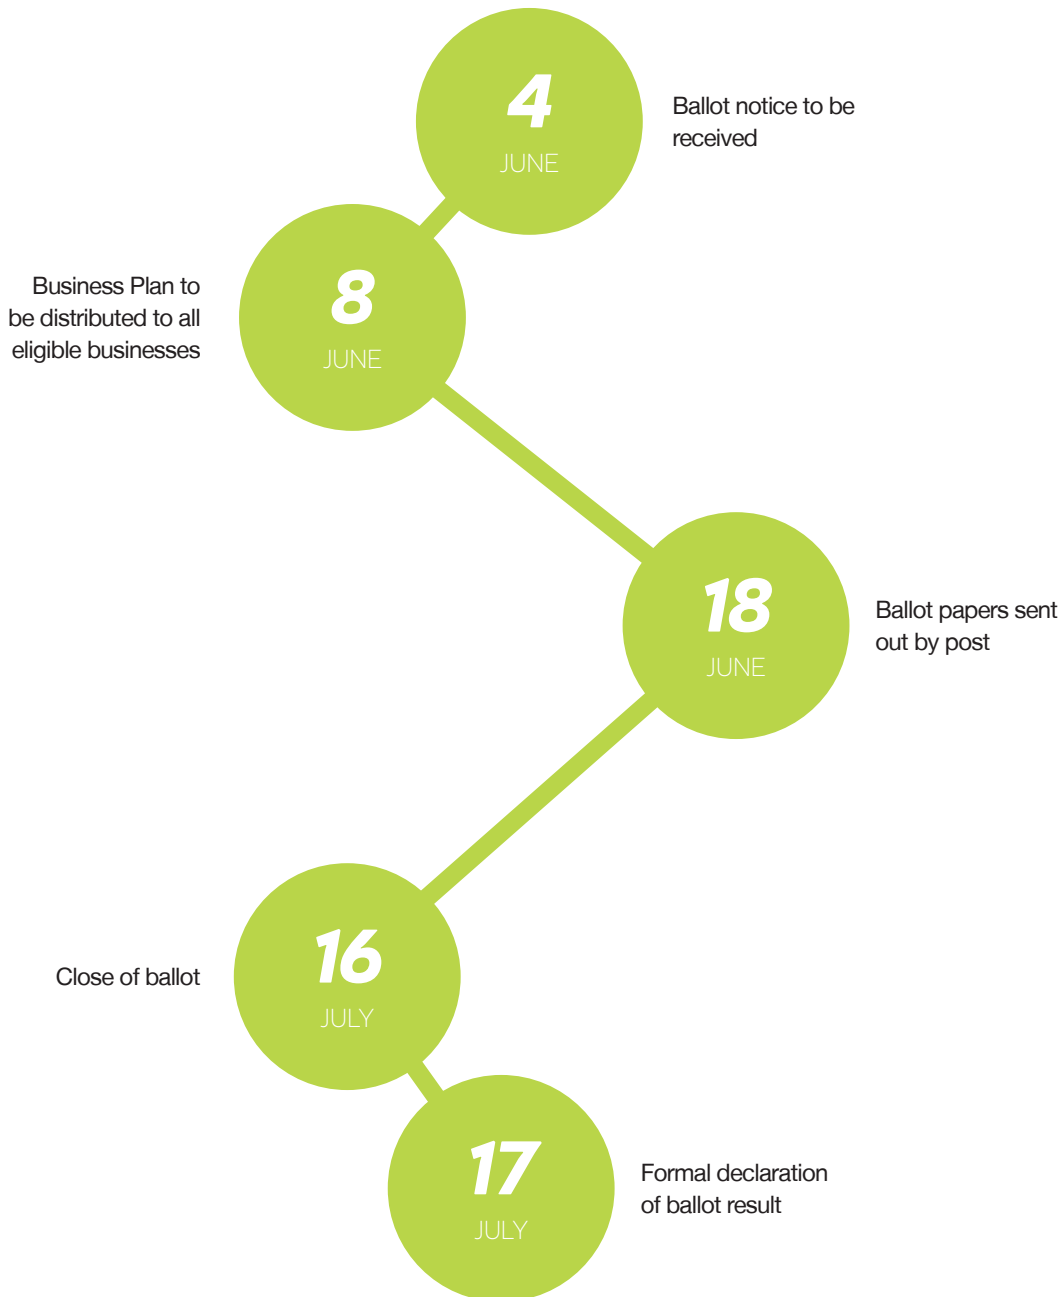 4
JUNE
Ballot notice to be
received
8
JUNE
Business Plan to
be distributed to all
eligible businesses
18
JUNE
Ballot papers sent
out by post
16
JULY
Close of ballot
17
JULY
Formal declaration
of ballot result